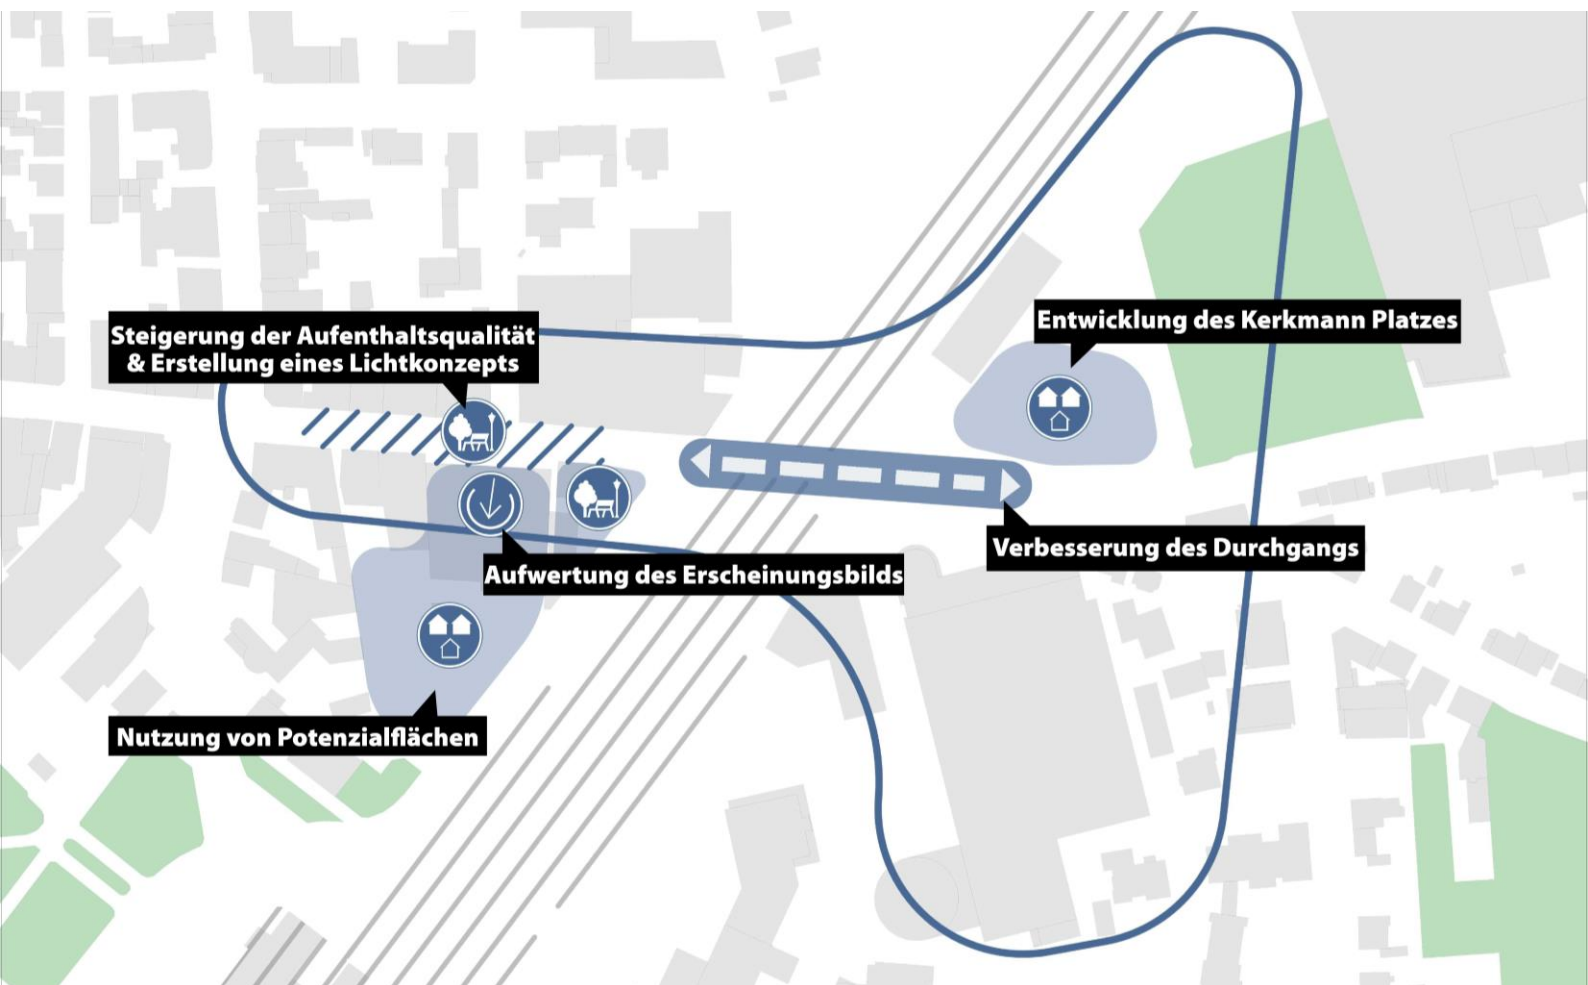 Steigerung der Aufenthaltsqualität
& Erstellung eines Lichtkonzepts
Entwicklung des Kerkmann Platzes
Verbesserung des Durchgangs
Aufwertung des Erscheinungsbilds
Nutzung von Potenzialflächen